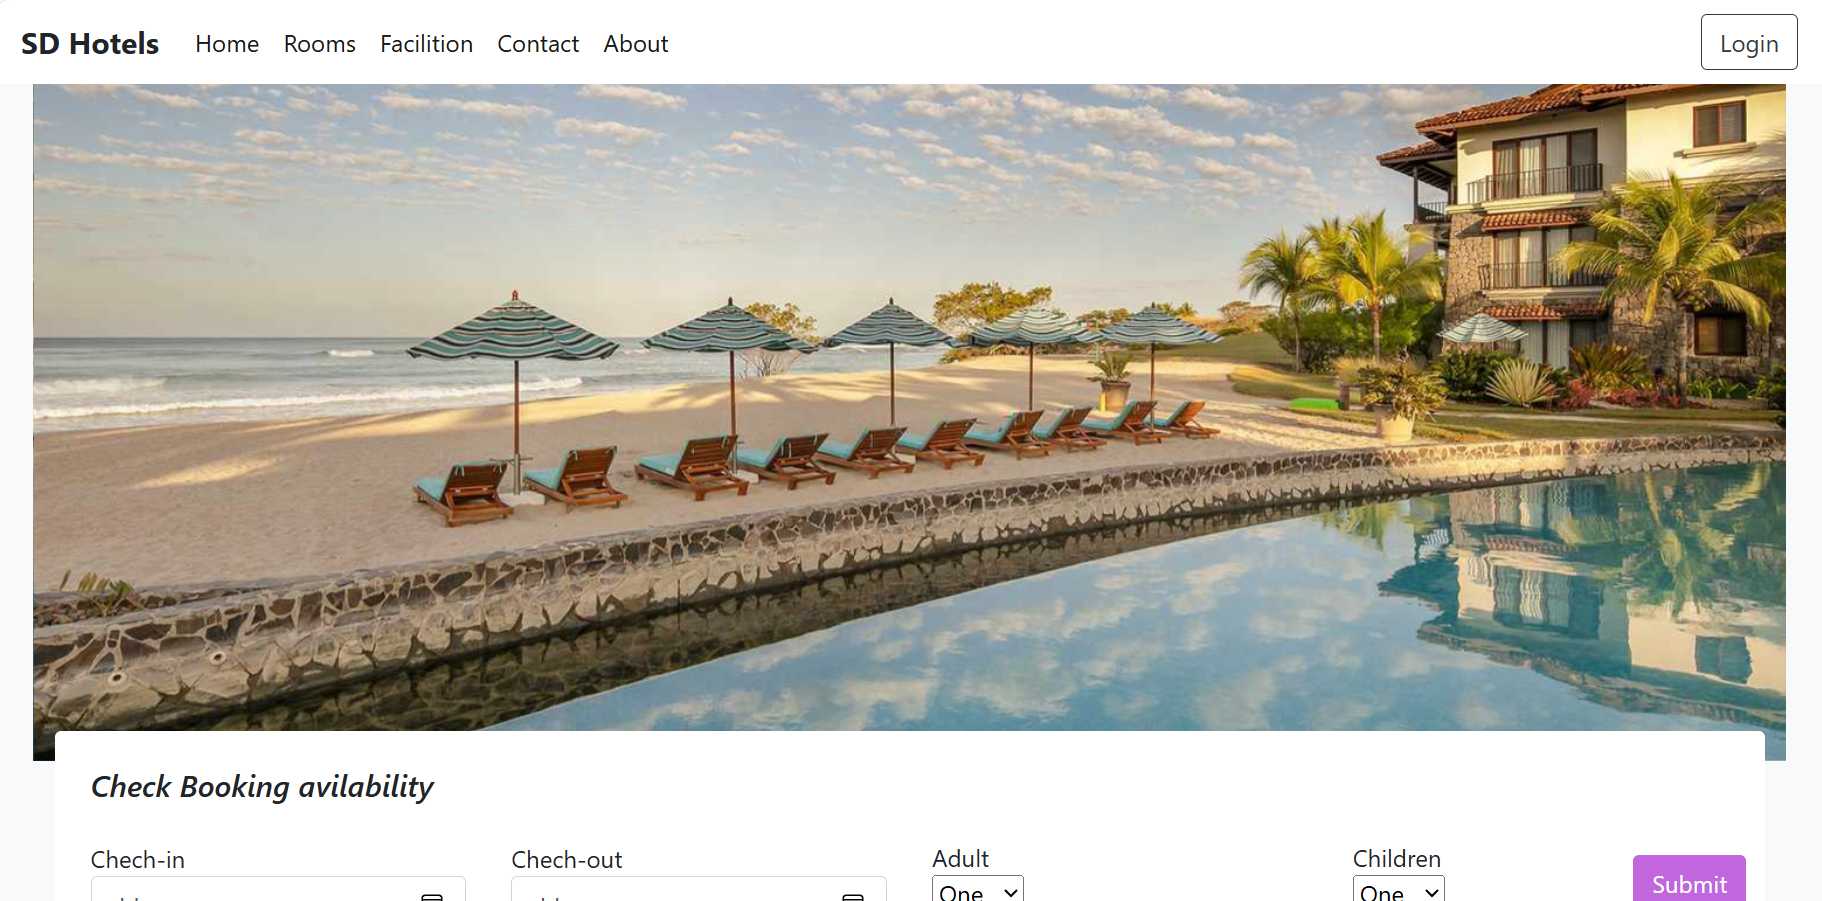 SD Hotels Home Rooms Facilition Contact About Login
Check Booking avilability
Chech-in Chech-out Adult Children
One One Submit